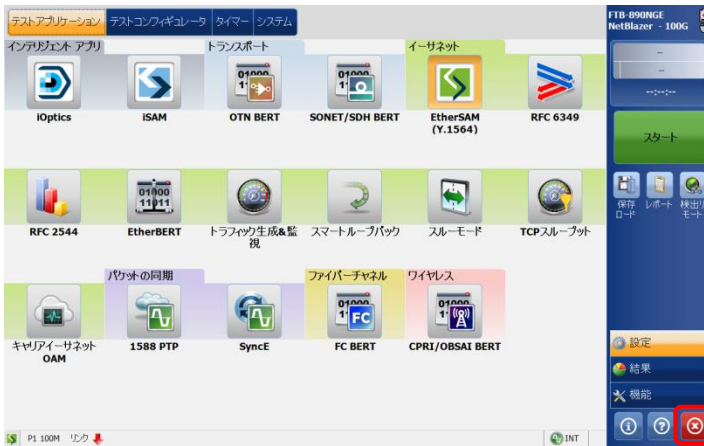 テストアプリケーション テストコンフィギュレータ タイマー システム
FTB-890NGE
NetBlazer - 100G
インテリジェント アプリ トランスポート イーサネット
--
--
--:--:--
iOptics iSAM OTN BERT SONET/SDH BERT EtherSAM
(Y.1564) RFC 6349
スタート
保存
ロード レポート 検出リ
モート
RFC 2544 EtherBERT トラフィック生成&監
視 スマートループバック スルーモード TCPスループット
パケットの同期 ファイバーチャネル ワイヤレス
FC
キャリアイーサネット
OAM 1588 PTP SyncE FC BERT CPRI/OBSAI BERT
設定
結果
機能
P1 100M リンク INT